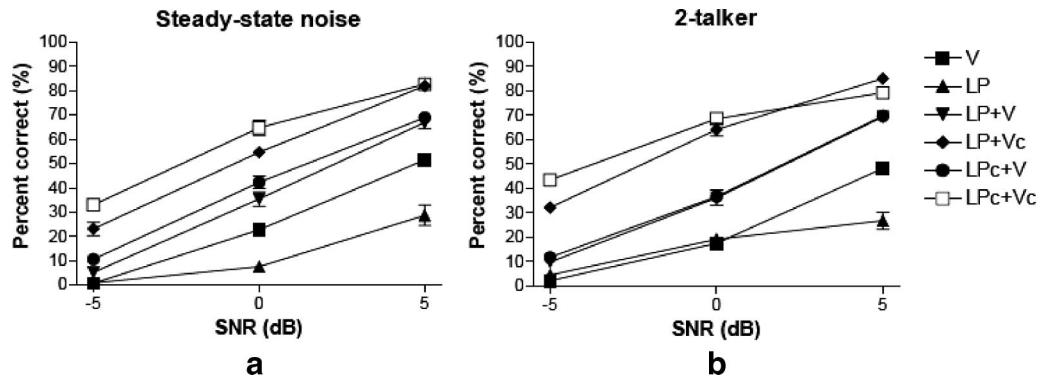 Steady-state noise
Percent correct (%)
100
90
80
70
60
50
40
30
20
10
0
-5
0
5
SNR (dB)
a
2-talker
Percent correct (%)
100
90
80
70
60
50
40
30
20
10
0
-5
0
5
SNR (dB)
b
V
LP
LP+V
LP+Vc
LPc+V
LPc+Vc